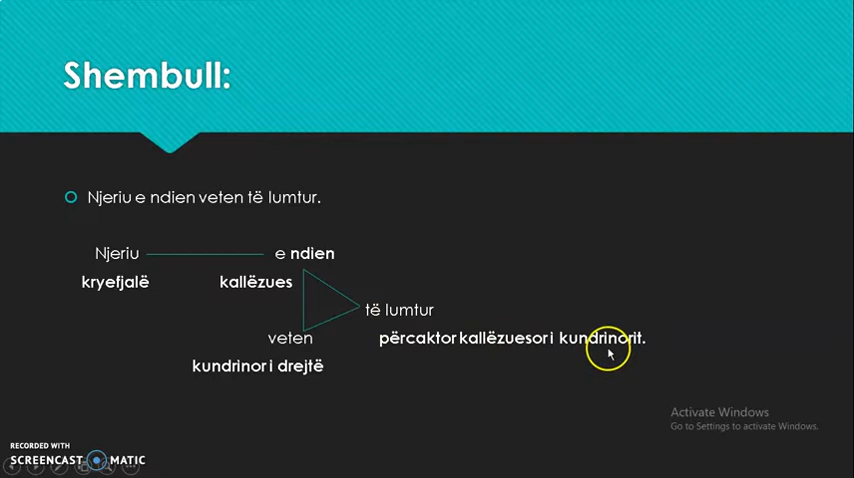 Shembull:
Njeriu e ndien veten të lumtur.
Njeriu e ndien
kryefjalë kallëzues
të lumtur
veten përcaktor kallëzuesor i kundrinorit.
kundrinor i drejtë
Activate Windows
Go to Settings to activate Windows.
RECORDED WITH
SCREENCAST MATIC